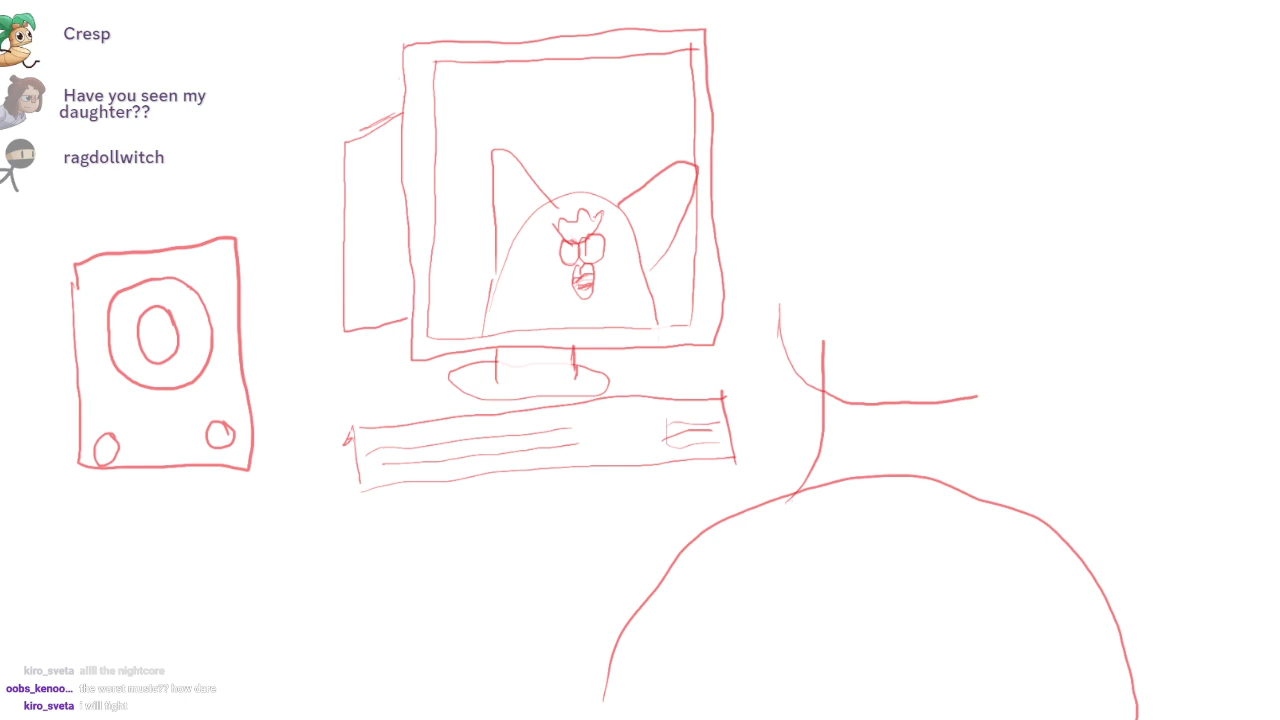 Cresp
Have you seen my
daughter??
ragdollwitch
kiro_sveta allll the nightcore
oobs_kenoo... the worst music?? how dare
kiro_sveta i will fight